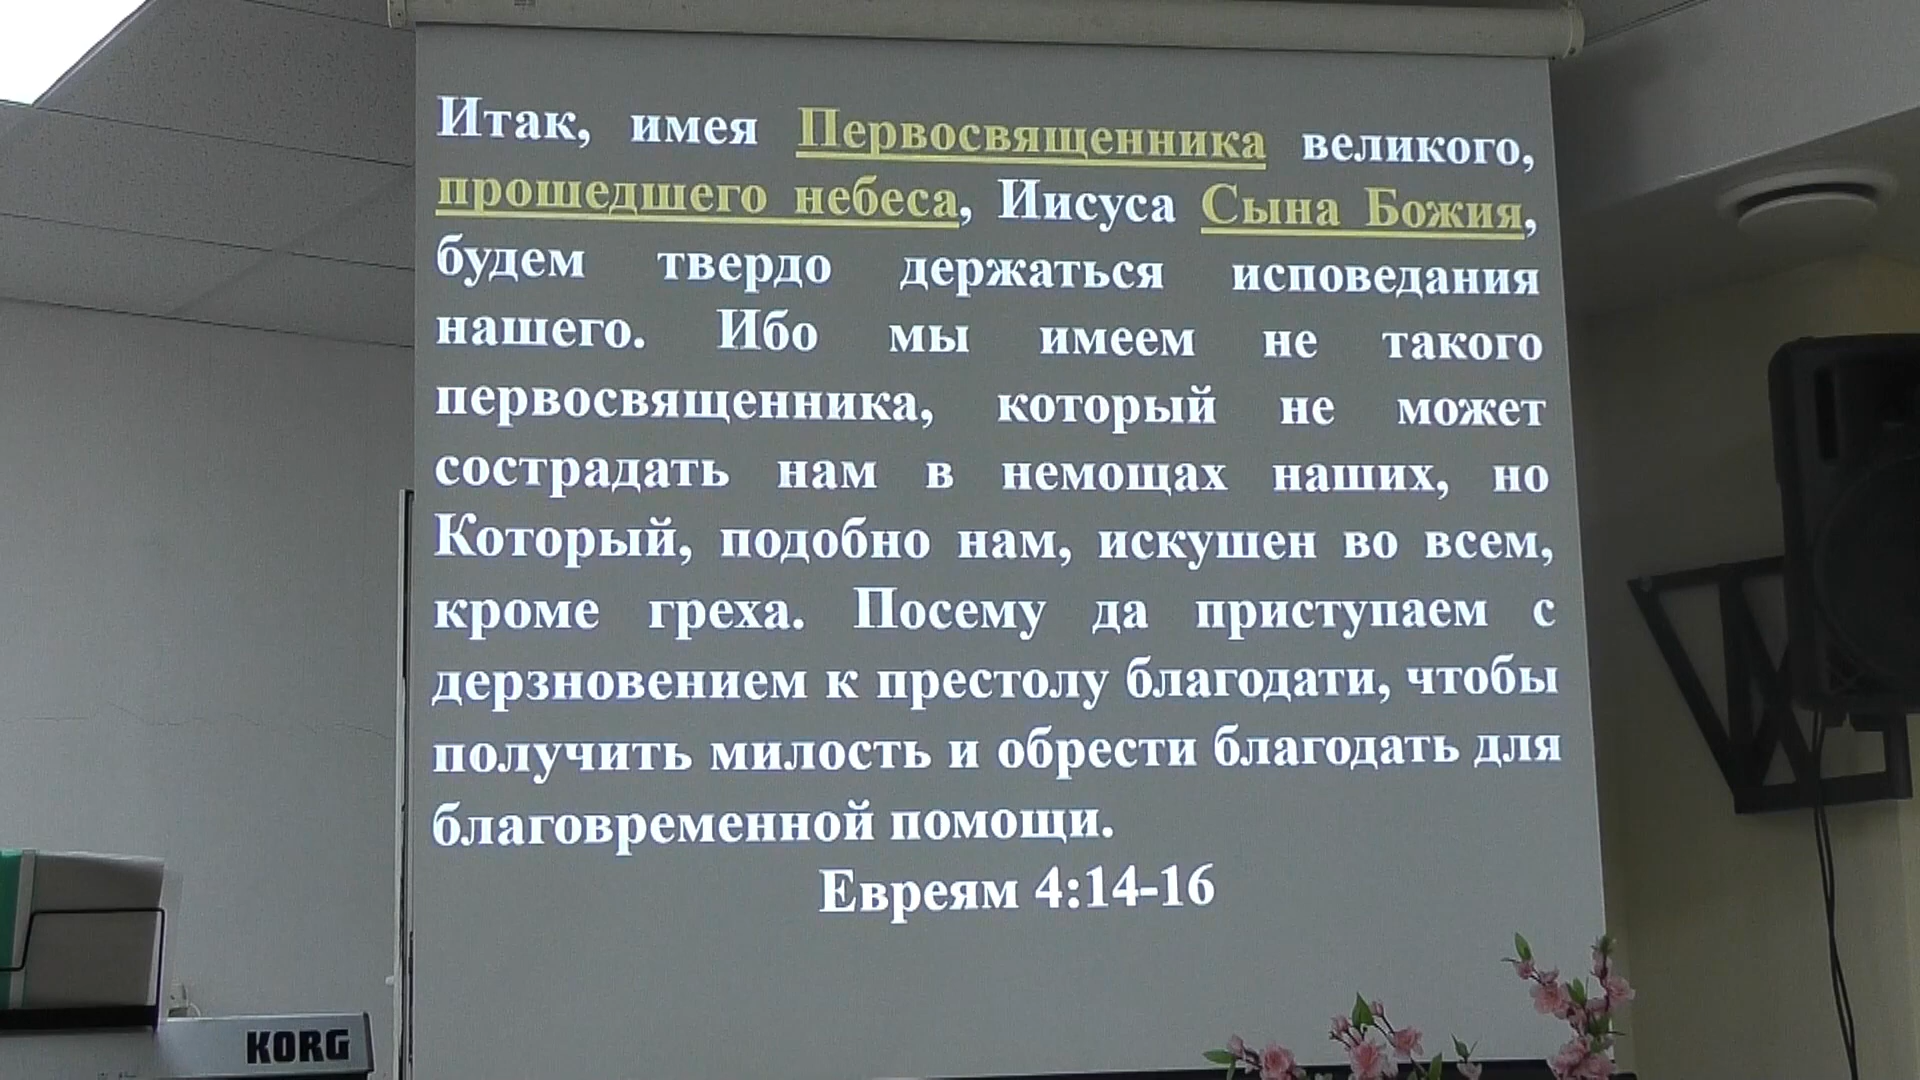 Итак, имея Первосвященника великого,
прошедшего небеса, Иисуса Сына Божия,
будем твердо держаться исповедания
нашего. Ибо мы имеем не такого
первосвященника, который не может
сострадать нам в немощах наших, но
Который, подобно нам, искушен во всем,
кроме греха. Посему да приступаем с
дерзновением к престолу благодати, чтобы
получить милость и обрести благодать для
благовременной помощи.
Евреям 4:14-16
KORG